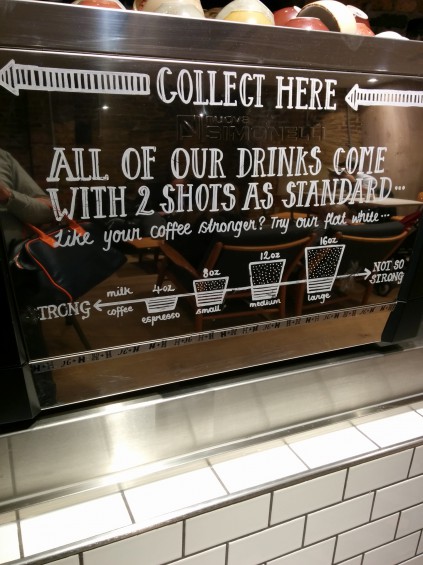 COLLECT HERE
nuova
SIMONELLI
ALL OF OUR DRINKS COME
WITH 2 SHOTS AS STANDARD...
Like your coffee stronger? Try our flat white...
16oz
12oz
8oz
4oz
milk
coffee
TRONG
NOT SO
STRONG
espresso
small
medium
large